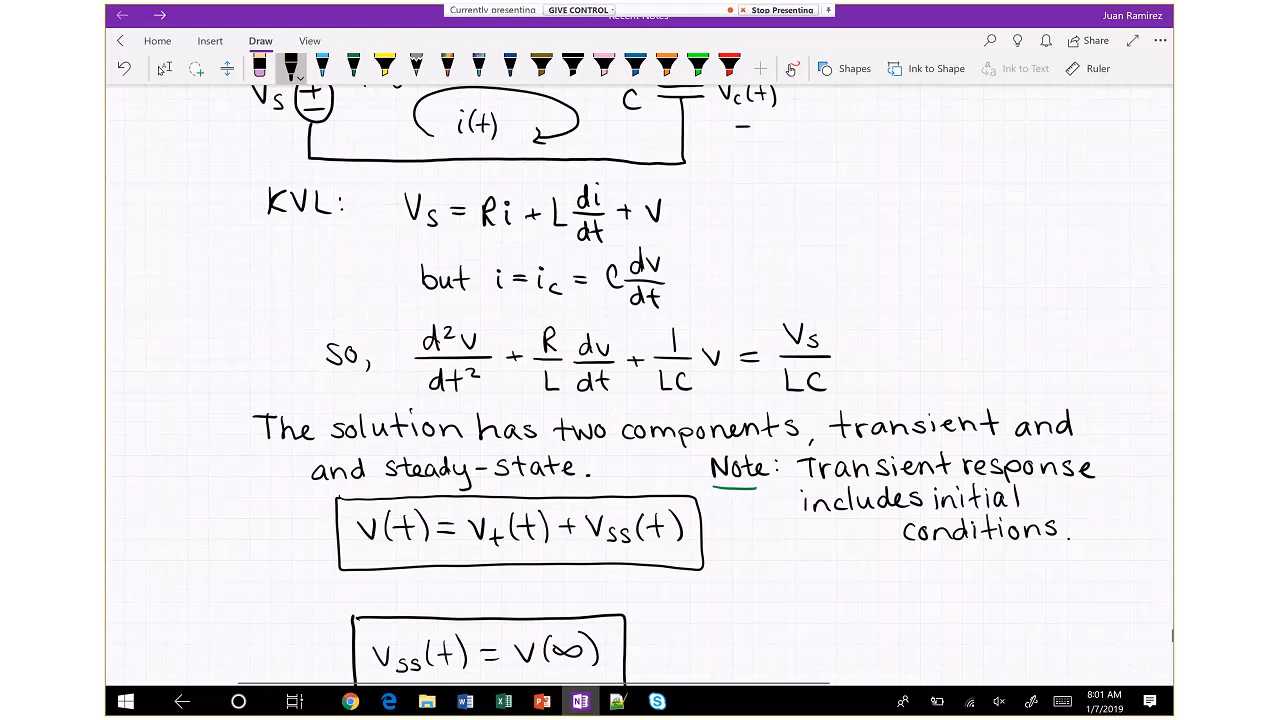 Currently presenting GIVE CONTROL Stop Presenting
Juan Ramirez
Home Insert Draw View Share
Shapes Ink to Shape Ink to Text Ruler
Vs + − i(t) C Vc(t) −
KVL: Vs = Ri + L di/dt + v
but i = ic = C dv/dt
so, d²v/dt² + R/L dv/dt + 1/LC v = Vs/LC
The solution has two components, transient and
and steady-state. Note: Transient response
includes initial
conditions.
v(t) = vt(t) + vss(t)
vss(t) = v(∞)
8:01 AM
1/7/2019